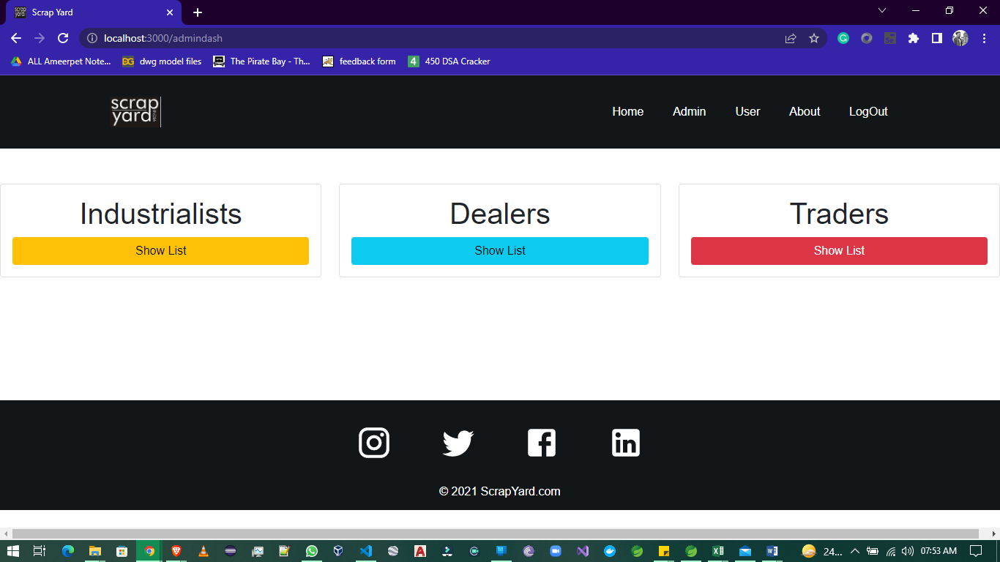 Scrap Yard
localhost:3000/admindash
ALL Ameerpet Note... dwg model files The Pirate Bay - Th... feedback form 4 450 DSA Cracker
scrap
yard
Home Admin User About LogOut
Industrialists Dealers Traders
Show List Show List Show List
© 2021 ScrapYard.com
24... 07:53 AM